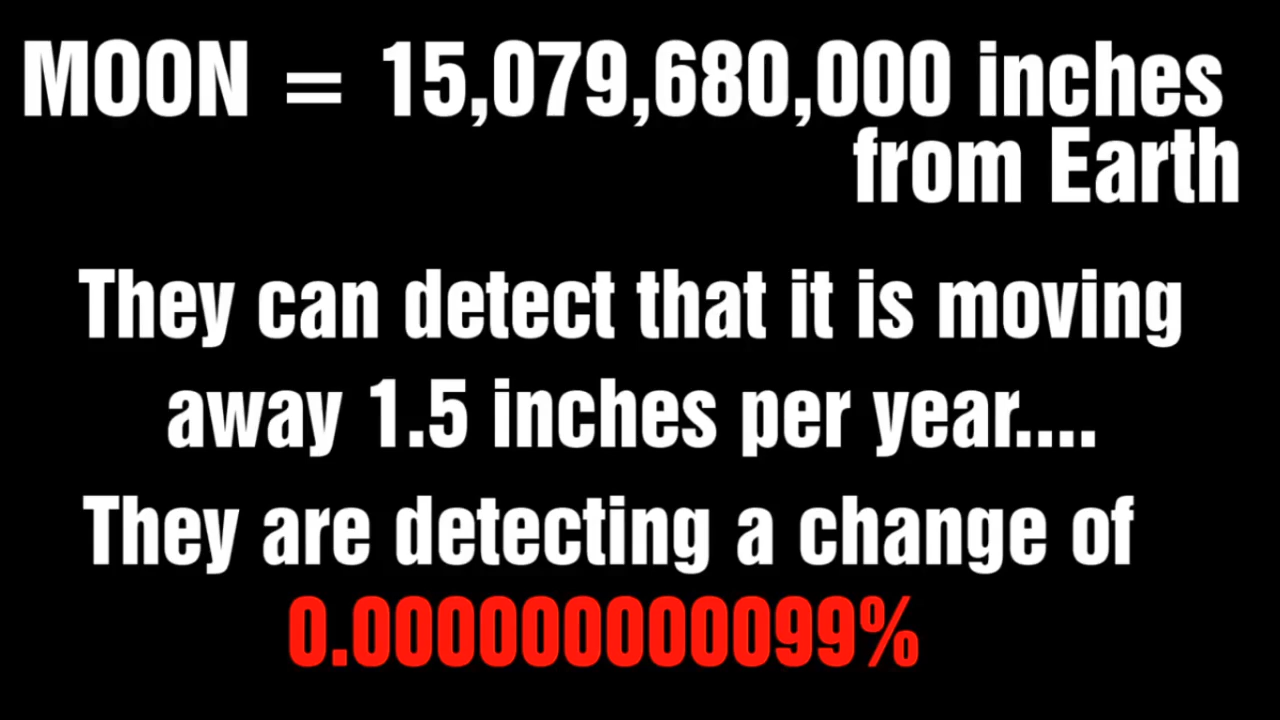 MOON = 15,079,680,000 inches
from Earth
They can detect that it is moving
away 1.5 inches per year....
They are detecting a change of
0.000000000099%